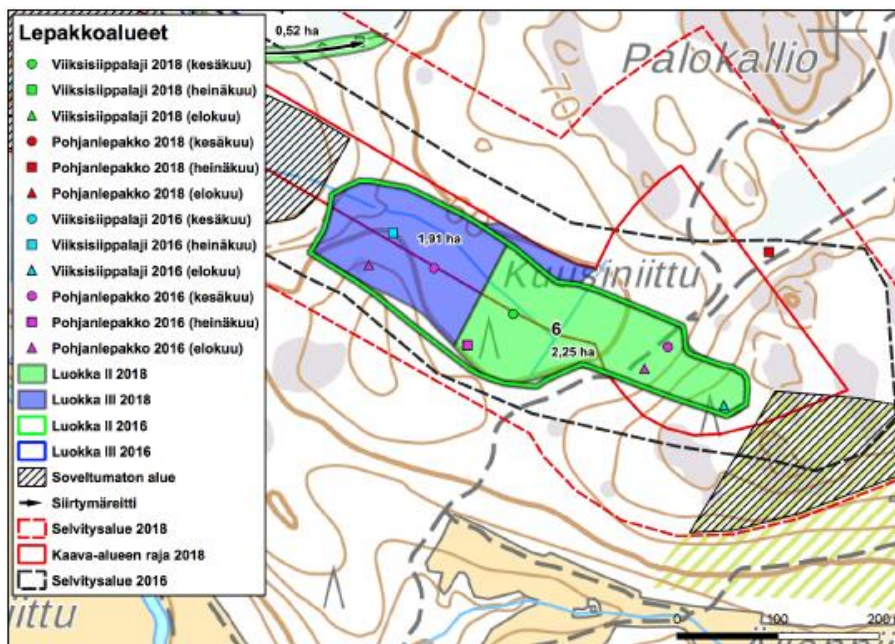 Lepakkoalueet
Viiksisiippalaji 2018 (kesäkuu)
Viiksisiippalaji 2018 (heinäkuu)
Viiksisiippalaji 2018 (elokuu)
Pohjanlepakko 2018 (kesäkuu)
Pohjanlepakko 2018 (heinäkuu)
Pohjanlepakko 2018 (elokuu)
Viiksisiippalaji 2016 (kesäkuu)
Viiksisiippalaji 2016 (heinäkuu)
Viiksisiippalaji 2016 (elokuu)
Pohjanlepakko 2016 (kesäkuu)
Pohjanlepakko 2016 (heinäkuu)
Pohjanlepakko 2016 (elokuu)
Luokka II 2018
Luokka III 2018
Luokka II 2016
Luokka III 2016
Soveltumaton alue
Siirtymäreitti
Selvitysalue 2018
Kaava-alueen raja 2018
Selvitysalue 2016
0,52 ha
Palokallio
70
1,91 ha
Kuusiniittu
6
2,25 ha
iittu
0 100 200